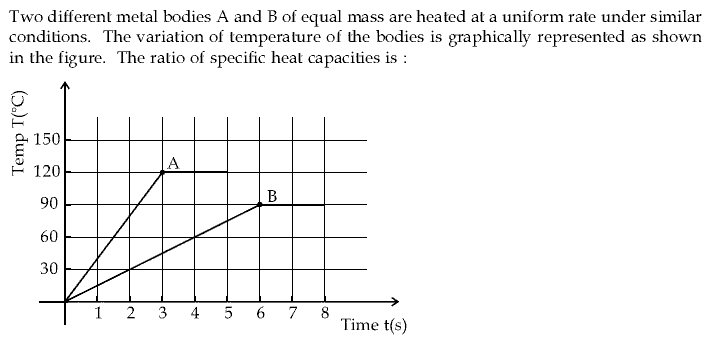 Two different metal bodies A and B of equal mass are heated at a uniform rate under similar
conditions. The variation of temperature of the bodies is graphically represented as shown
in the figure. The ratio of specific heat capacities is :
Temp T(°C)
150
120
90
60
30
A
B
1 2 3 4 5 6 7 8
Time t(s)